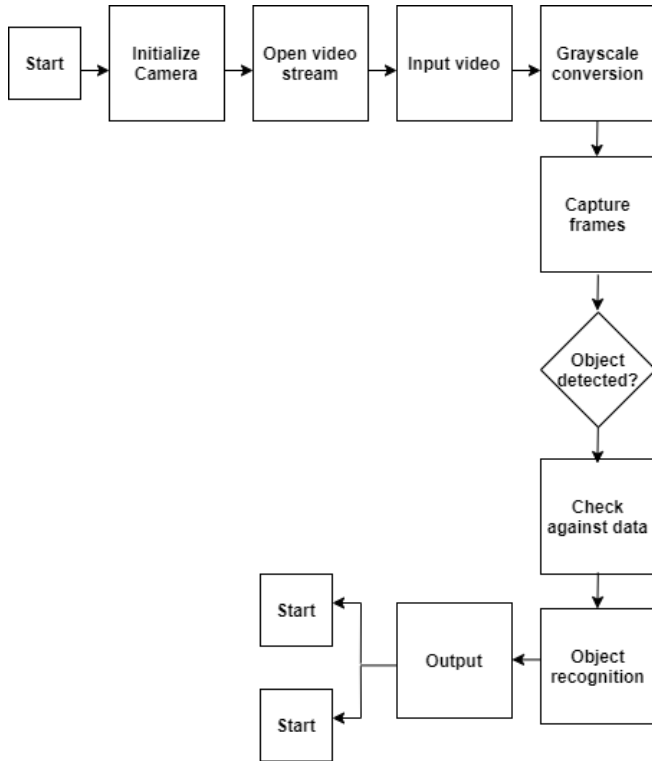 Start
Initialize
Camera
Open video
stream
Input video
Grayscale
conversion
Capture
frames
Object
detected?
Check
against data
Object
recognition
Output
Start
Start